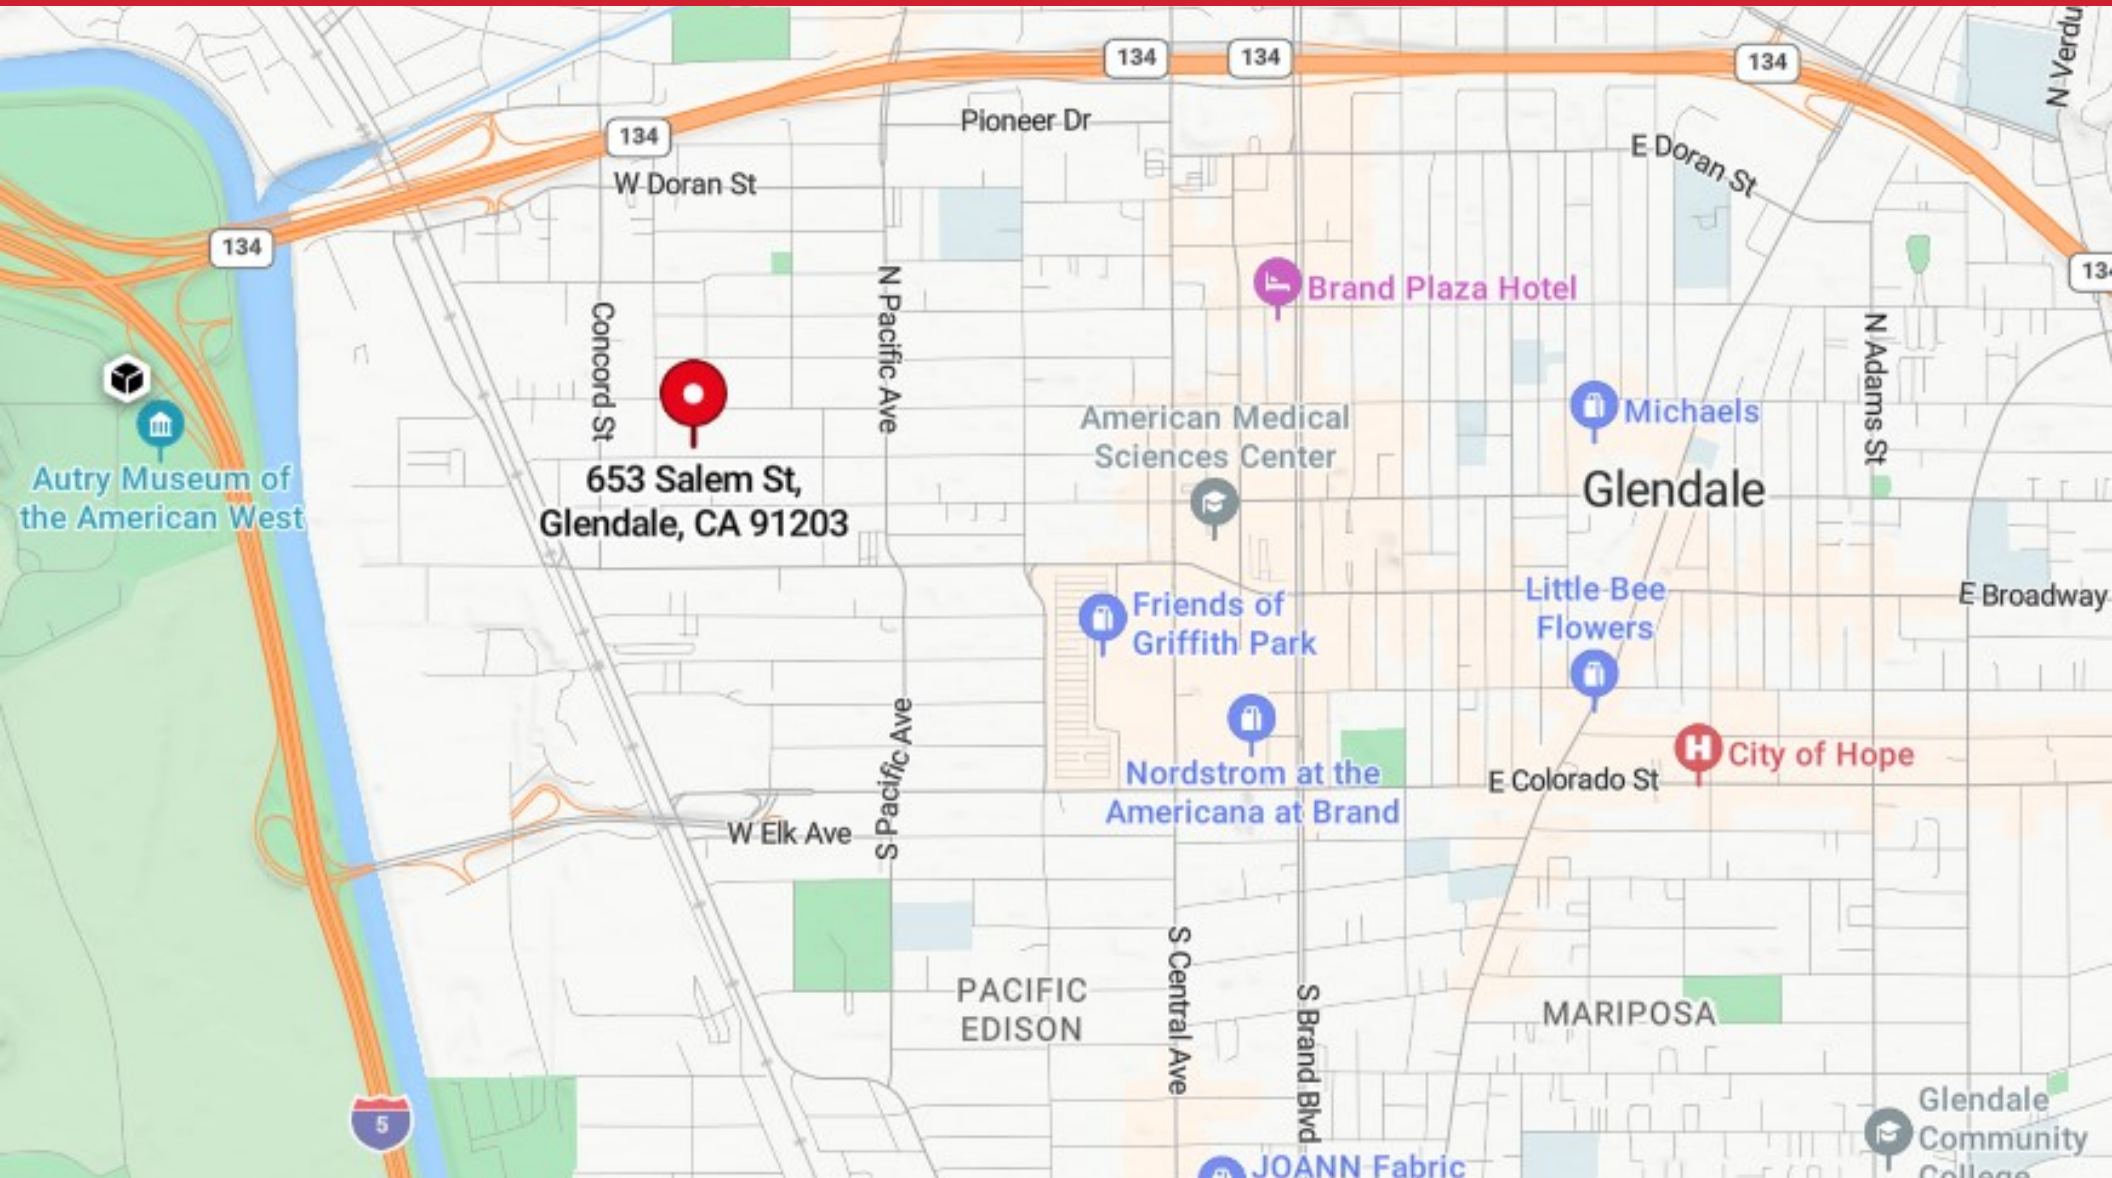 N Verdu
134
134
134
134
Pioneer Dr
E Doran St
W Doran St
134
134
Brand Plaza Hotel
N Pacific Ave
Concord St
N Adams St
Michaels
American Medical
Sciences Center
Autry Museum of
the American West
653 Salem St,
Glendale, CA 91203
Glendale
Little Bee
Flowers
E Broadway
Friends of
Griffith Park
S Pacific Ave
Nordstrom at the
Americana at Brand
City of Hope
E Colorado St
W Elk Ave
S Central Ave
S Brand Blvd
PACIFIC
EDISON
MARIPOSA
5
Glendale
Community
College
JOANN Fabric